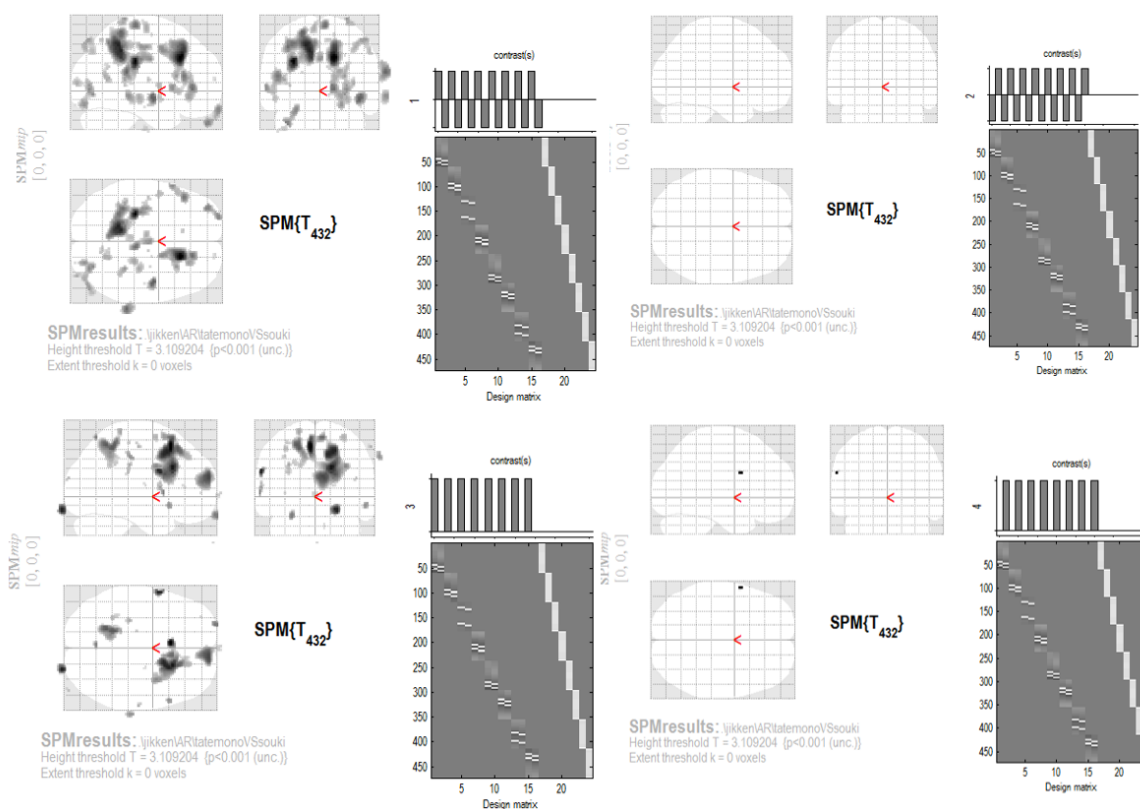 contrast(s)
1
50
100
150
200
250
300
350
400
450
5 10 15 20
Design matrix
SPMmip
[0, 0, 0]
SPM{T432}
SPMresults: .\jikken\AR\tatemonoVSsouki
Height threshold T = 3.109204 {p<0.001 (unc.)}
Extent threshold k = 0 voxels
contrast(s)
2
50
100
150
200
250
300
350
400
450
5 10 15 20
Design matrix
[0, 0, 0]
SPM{T432}
SPMresults: .\jikken\AR\tatemonoVSsouki
Height threshold T = 3.109204 {p<0.001 (unc.)}
Extent threshold k = 0 voxels
contrast(s)
3
50
100
150
200
250
300
350
400
450
5 10 15 20
Design matrix
SPMmip
[0, 0, 0]
SPM{T432}
SPMresults: .\jikken\AR\tatemonoVSsouki
Height threshold T = 3.109204 {p<0.001 (unc.)}
Extent threshold k = 0 voxels
contrast(s)
4
50
100
150
200
250
300
350
400
450
5 10 15 20
Design matrix
SPMmip
[0, 0, 0]
SPM{T432}
SPMresults: .\jikken\AR\tatemonoVSsouki
Height threshold T = 3.109204 {p<0.001 (unc.)}
Extent threshold k = 0 voxels